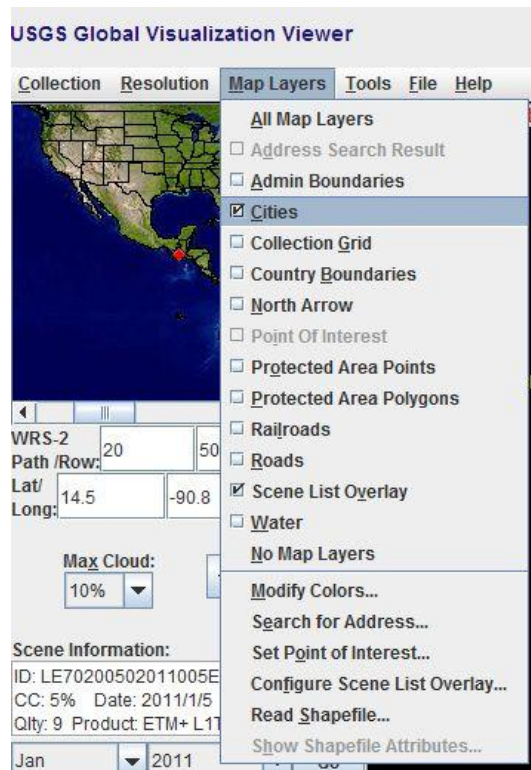 USGS Global Visualization Viewer
Collection Resolution Map Layers Tools File Help
All Map Layers
Address Search Result
Admin Boundaries
Cities
Collection Grid
Country Boundaries
North Arrow
Point Of Interest
Protected Area Points
Protected Area Polygons
Railroads
Roads
Scene List Overlay
Water
No Map Layers
Modify Colors...
Search for Address...
Set Point of Interest...
Configure Scene List Overlay...
Read Shapefile...
Show Shapefile Attributes...
WRS-2
Path /Row: 20 50
Lat/
Long: 14.5 -90.8
Max Cloud:
10%
Scene Information:
ID: LE70200502011005E
CC: 5% Date: 2011/1/5
Qlty: 9 Product: ETM+ L1T
Jan 2011